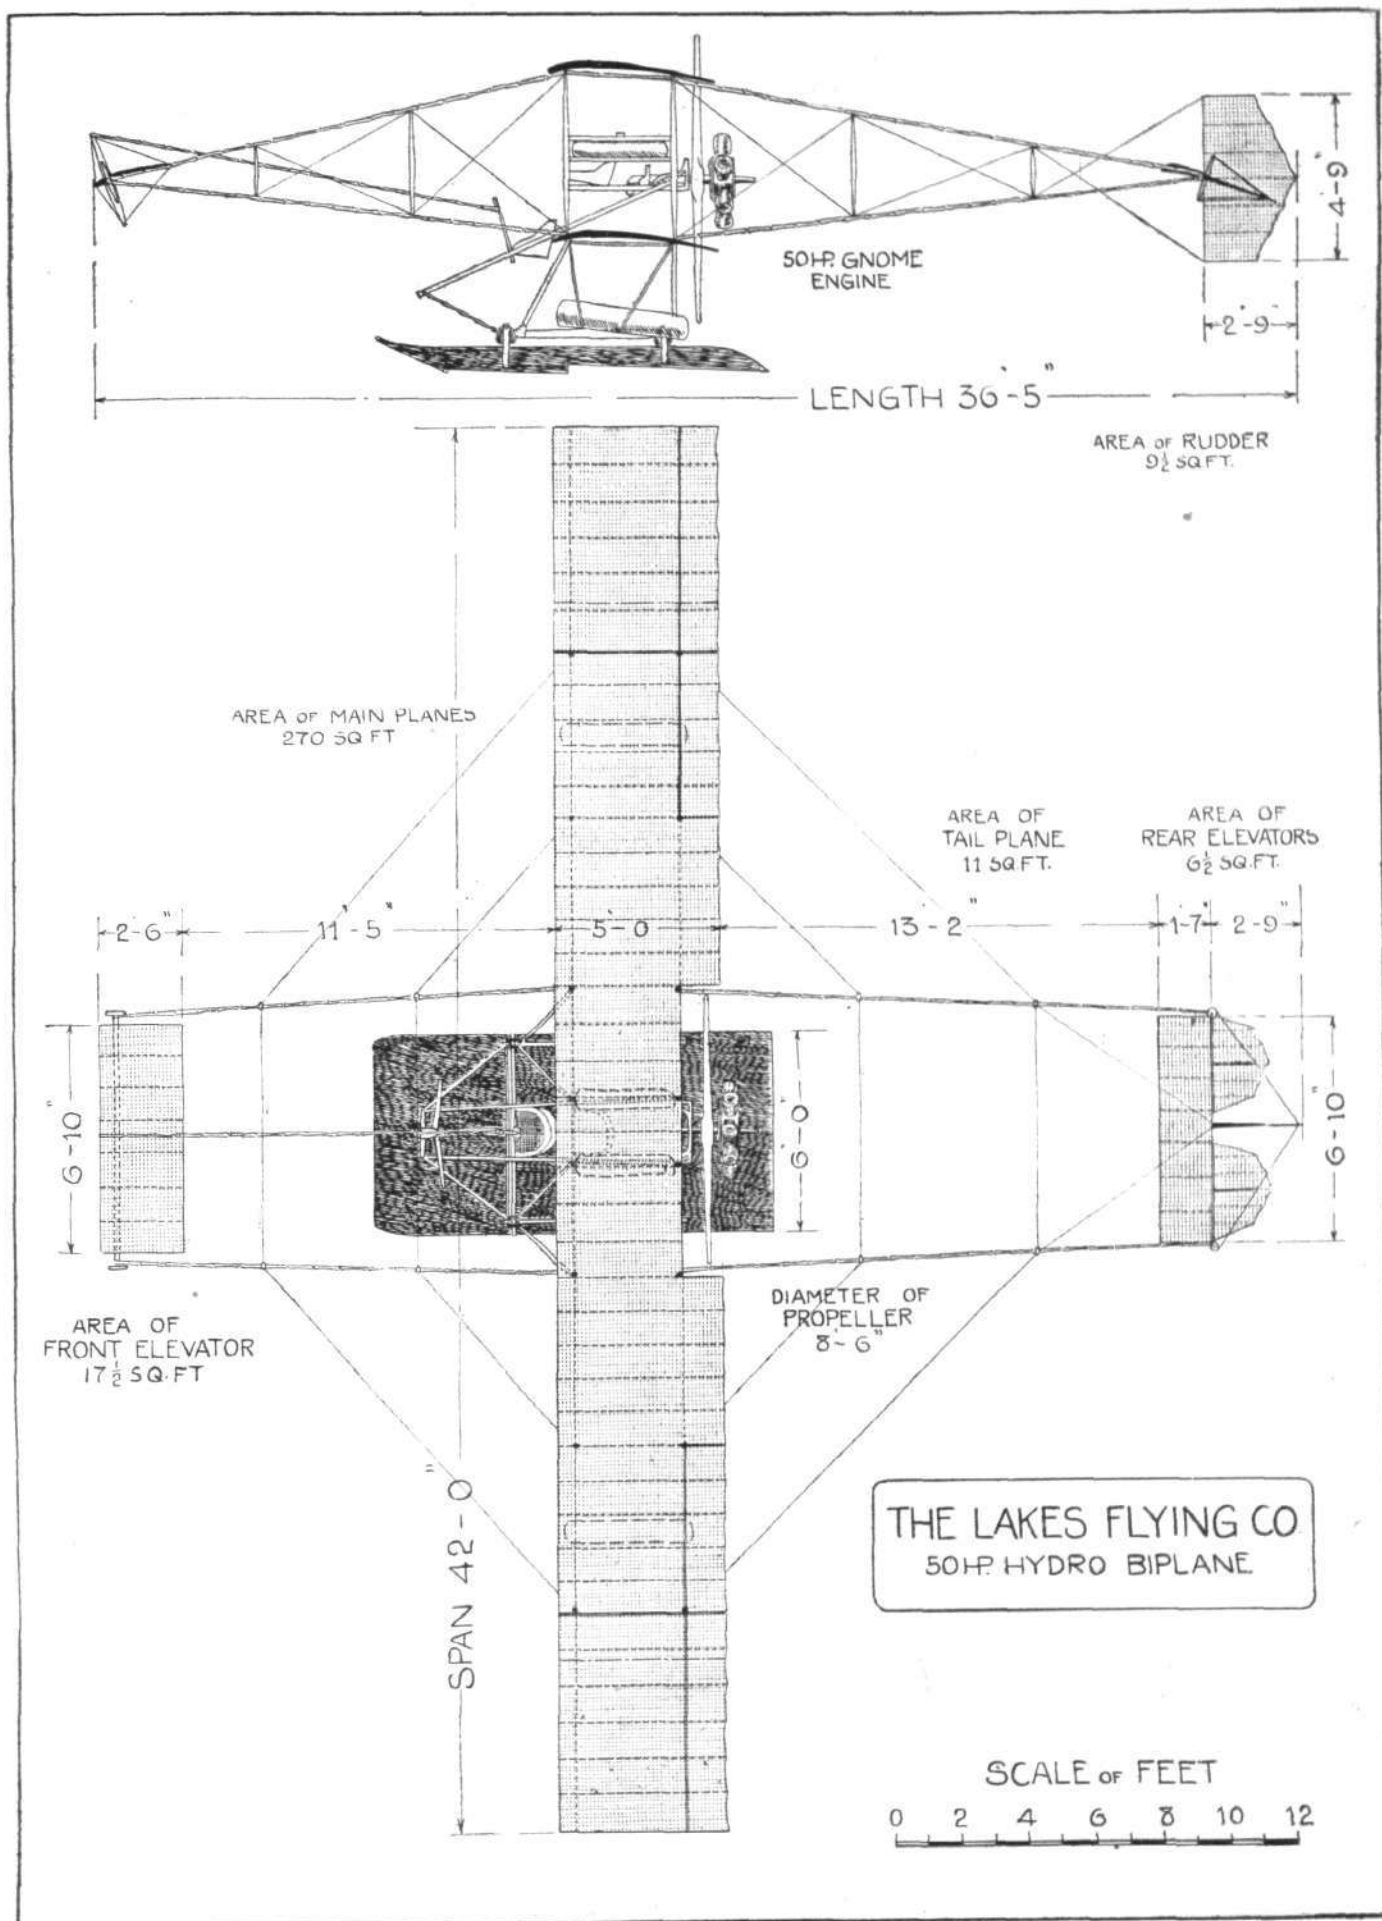 50 H.P. GNOME
ENGINE
4'-9"
2'-9"
LENGTH 36'-5"
AREA OF RUDDER
9½ SQ.FT.
AREA OF MAIN PLANES
270 SQ FT
AREA OF
TAIL PLANE
11 SQ.FT.
AREA OF
REAR ELEVATORS
6½ SQ.FT.
2'-6"
11'-5"
5'-0
13'-2"
1'-7"
2'-9"
6'-10"
6'-0"
6'-10"
AREA OF
FRONT ELEVATOR
17½ SQ.FT
DIAMETER OF
PROPELLER
8'-6"
SPAN 42'-0"
THE LAKES FLYING CO
50 H.P. HYDRO BIPLANE
SCALE OF FEET
0 2 4 6 8 10 12